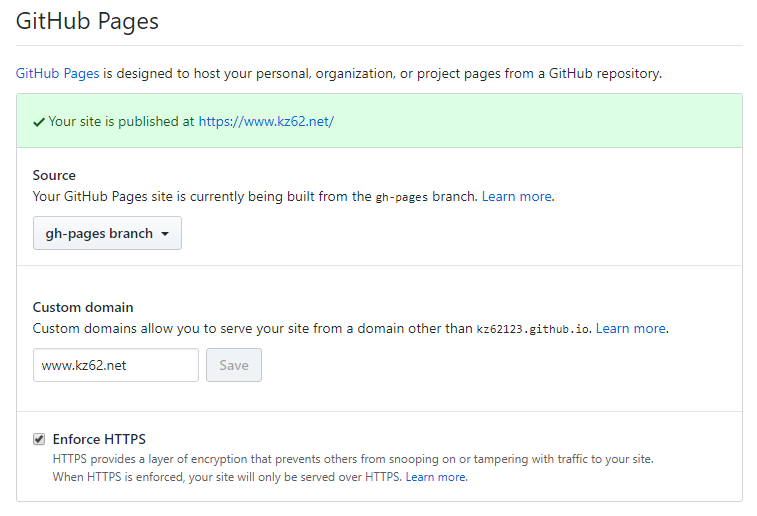 GitHub Pages
GitHub Pages is designed to host your personal, organization, or project pages from a GitHub repository.
Your site is published at https://www.kz62.net/
Source
Your GitHub Pages site is currently being built from the gh-pages branch. Learn more.
gh-pages branch
Custom domain
Custom domains allow you to serve your site from a domain other than kz62123.github.io. Learn more.
www.kz62.net Save
Enforce HTTPS
HTTPS provides a layer of encryption that prevents others from snooping on or tampering with traffic to your site.
When HTTPS is enforced, your site will only be served over HTTPS. Learn more.